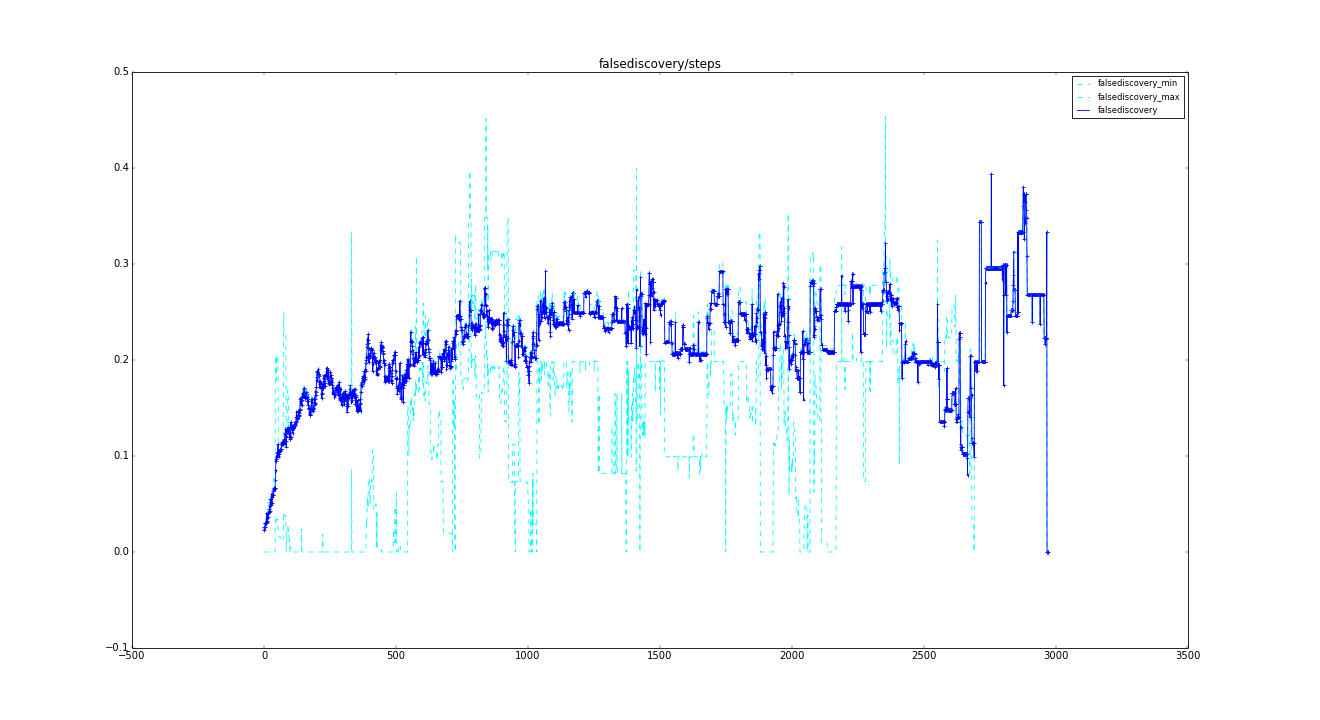 falsediscovery/steps
0.5
falsediscovery_min
falsediscovery_max
falsediscovery
0.4
0.3
0.2
0.1
0.0
−0.1
−500 0 500 1000 1500 2000 2500 3000 3500